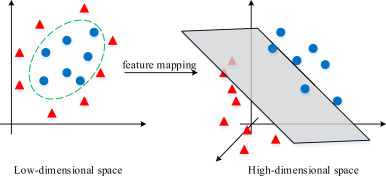 feature mapping
Low-dimensional space
High-dimensional space